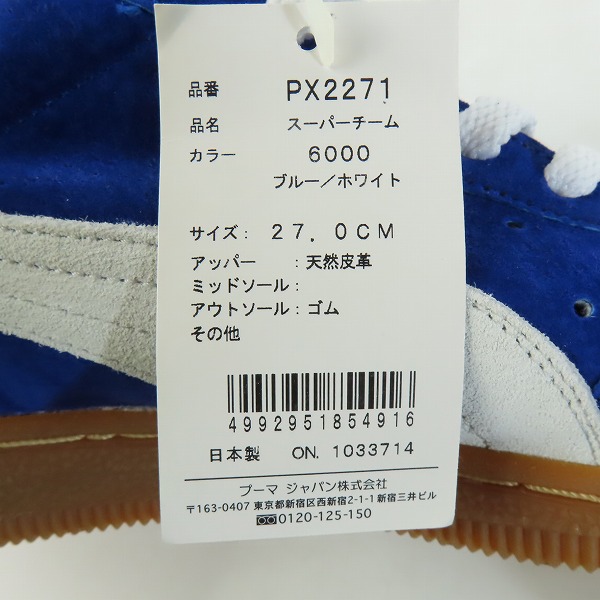 品番 PX2271
品名 スーパーチーム
カラー 6000
ブルー／ホワイト
サイズ: 27.0CM
アッパー :天然皮革
ミッドソール:
アウトソール:ゴム
その他
4992951854916
日本製 ON. 1033714
プーマ ジャパン株式会社
〒163-0407 東京都新宿区西新宿2-1-1新宿三井ビル
0120-125-150